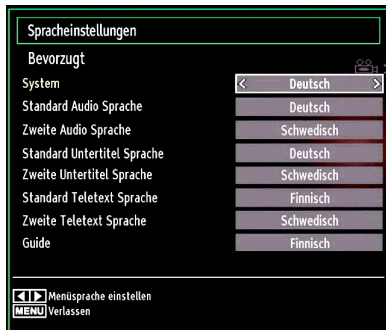 Spracheinstellungen
Bevorzugt
System Deutsch
Standard Audio Sprache Deutsch
Zweite Audio Sprache Schwedisch
Standard Untertitel Sprache Deutsch
Zweite Untertitel Sprache Schwedisch
Standard Teletext Sprache Finnisch
Zweite Teletext Sprache Schwedisch
Guide Finnisch
Menüsprache einstellen
MENU Verlassen